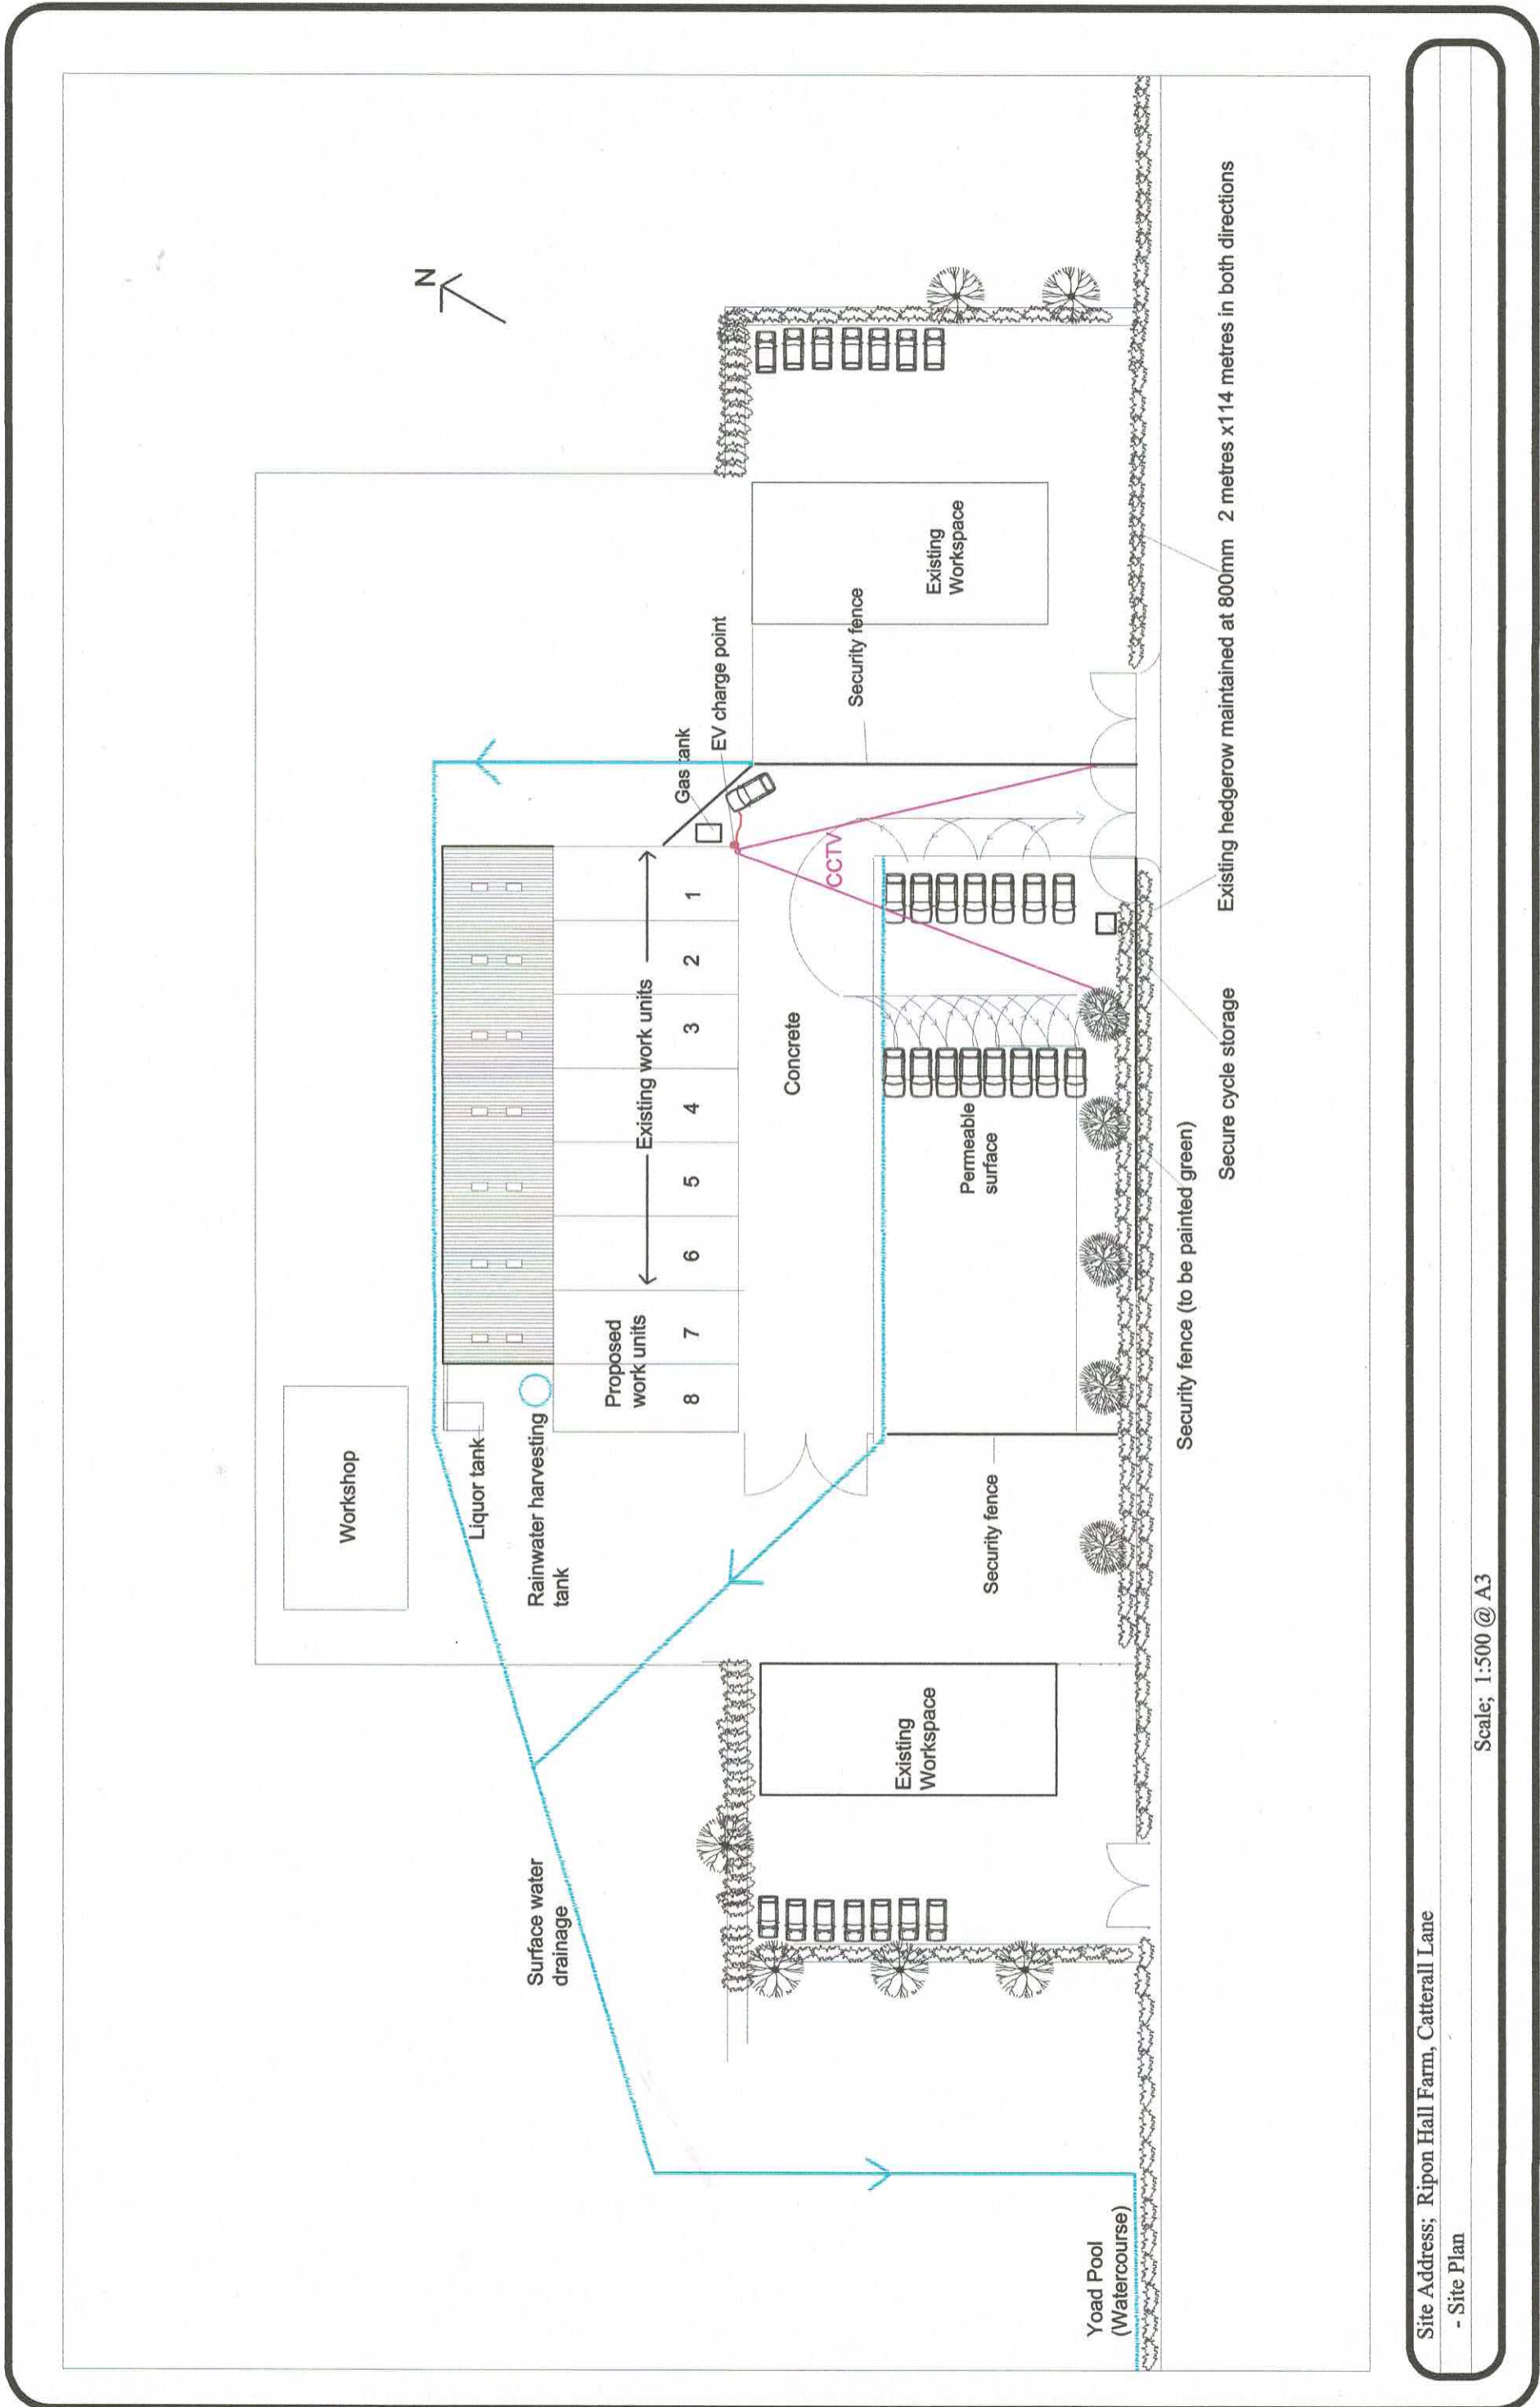 N
Workshop
Liquor tank
Rainwater harvesting
tank
Surface water
drainage
Proposed
work units
Existing work units
8
7
6
5
4
3
2
1
Gas tank
EV charge point
Concrete
CCTV
Security fence
Existing
Workspace
Existing
Workspace
Permeable
surface
Security fence
Yoad Pool
(Watercourse)
Security fence (to be painted green)
Secure cycle storage
Existing hedgerow maintained at 800mm 2 metres x114 metres in both directions
Site Address; Ripon Hall Farm, Catterall Lane
- Site Plan
Scale; 1:500 @ A3